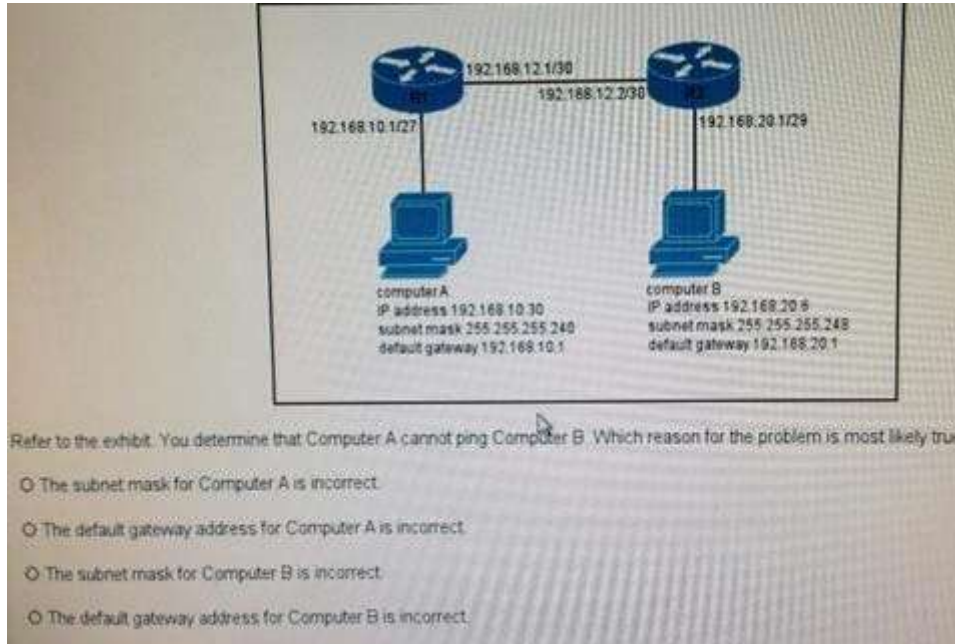 192.168.12.1/30
192.168.12.2/30
192.168.10.1/27
192.168.20.1/29
computer A
IP address 192.168.10.30
subnet mask 255.255.255.240
default gateway 192.168.10.1
computer B
IP address 192.168.20.6
subnet mask 255.255.255.248
default gateway 192.168.20.1
Refer to the exhibit. You determine that Computer A cannot ping Computer B. Which reason for the problem is most likely
The subnet mask for Computer A is incorrect.
The default gateway address for Computer A is incorrect.
The subnet mask for Computer B is incorrect.
The default gateway address for Computer B is incorrect.